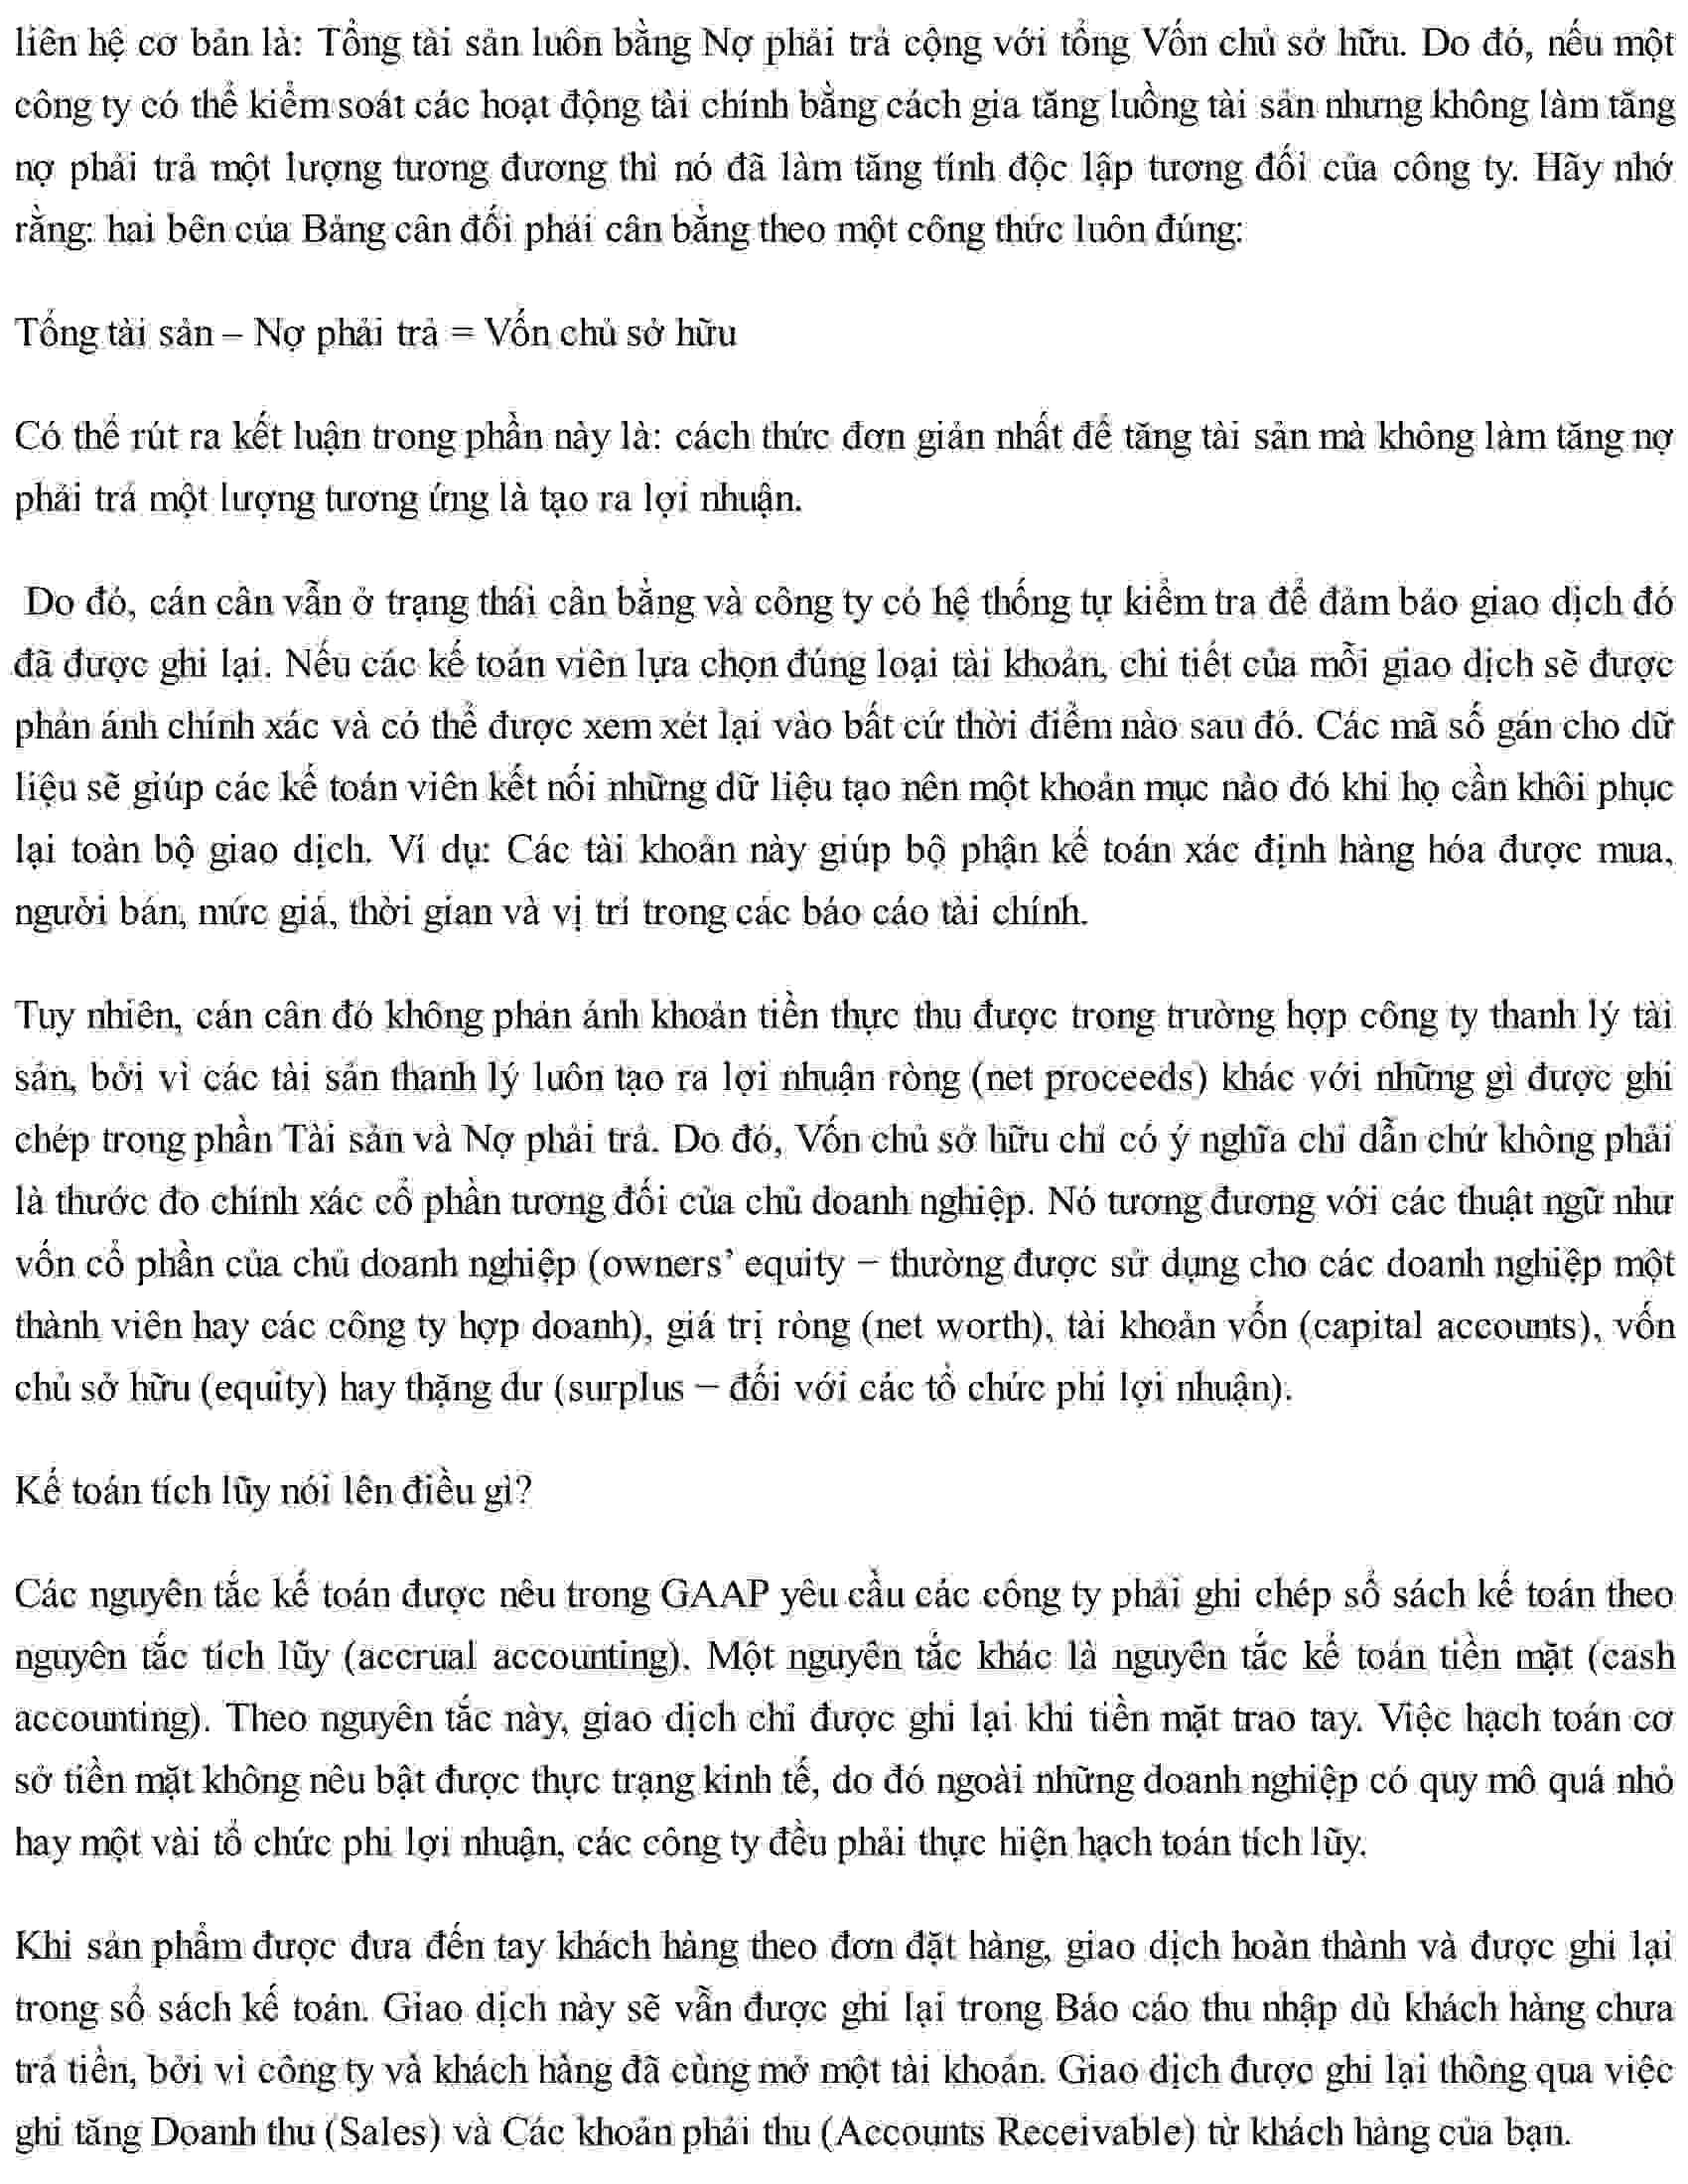 liên hệ cơ bản là: Tổng tài sản luôn bằng Nợ phải trả cộng với tổng Vốn chủ sở hữu. Do đó, nếu một
công ty có thể kiểm soát các hoạt động tài chính bằng cách gia tăng luồng tài sản nhưng không làm tăng
nợ phải trả một lượng tương đương thì nó đã làm tăng tính độc lập tương đối của công ty. Hãy nhớ
rằng: hai bên của Bảng cân đối phải cân bằng theo một công thức luôn đúng:
Tổng tài sản – Nợ phải trả = Vốn chủ sở hữu
Có thể rút ra kết luận trong phần này là: cách thức đơn giản nhất để tăng tài sản mà không làm tăng nợ
phải trả một lượng tương ứng là tạo ra lợi nhuận.
Do đó, cán cân vẫn ở trạng thái cân bằng và công ty có hệ thống tự kiểm tra để đảm bảo giao dịch đó
đã được ghi lại. Nếu các kế toán viên lựa chọn đúng loại tài khoản, chi tiết của mỗi giao dịch sẽ được
phản ánh chính xác và có thể được xem xét lại vào bất cứ thời điểm nào sau đó. Các mã số gán cho dữ
liệu sẽ giúp các kế toán viên kết nối những dữ liệu tạo nên một khoản mục nào đó khi họ cần khôi phục
lại toàn bộ giao dịch. Ví dụ: Các tài khoản này giúp bộ phận kế toán xác định hàng hóa được mua,
người bán, mức giá, thời gian và vị trí trong các báo cáo tài chính.
Tuy nhiên, cán cân đó không phản ánh khoản tiền thực thu được trong trường hợp công ty thanh lý tài
sản, bởi vì các tài sản thanh lý luôn tạo ra lợi nhuận ròng (net proceeds) khác với những gì được ghi
chép trong phần Tài sản và Nợ phải trả. Do đó, Vốn chủ sở hữu chỉ có ý nghĩa chỉ dẫn chứ không phải
là thước đo chính xác cổ phần tương đối của chủ doanh nghiệp. Nó tương đương với các thuật ngữ như
vốn cổ phần của chủ doanh nghiệp (owners’ equity – thường được sử dụng cho các doanh nghiệp một
thành viên hay các công ty hợp doanh), giá trị ròng (net worth), tài khoản vốn (capital accounts), vốn
chủ sở hữu (equity) hay thặng dư (surplus – đối với các tổ chức phi lợi nhuận).
Kế toán tích lũy nói lên điều gì?
Các nguyên tắc kế toán được nêu trong GAAP yêu cầu các công ty phải ghi chép sổ sách kế toán theo
nguyên tắc tích lũy (accrual accounting). Một nguyên tắc khác là nguyên tắc kế toán tiền mặt (cash
accounting). Theo nguyên tắc này, giao dịch chỉ được ghi lại khi tiền mặt trao tay. Việc hạch toán cơ
sở tiền mặt không nêu bật được thực trạng kinh tế, do đó ngoài những doanh nghiệp có quy mô quá nhỏ
hay một vài tổ chức phi lợi nhuận, các công ty đều phải thực hiện hạch toán tích lũy.
Khi sản phẩm được đưa đến tay khách hàng theo đơn đặt hàng, giao dịch hoàn thành và được ghi lại
trong sổ sách kế toán. Giao dịch này sẽ vẫn được ghi lại trong Báo cáo thu nhập dù khách hàng chưa
trả tiền, bởi vì công ty và khách hàng đã cùng mở một tài khoản. Giao dịch được ghi lại thông qua việc
ghi tăng Doanh thu (Sales) và Các khoản phải thu (Accounts Receivable) từ khách hàng của bạn.